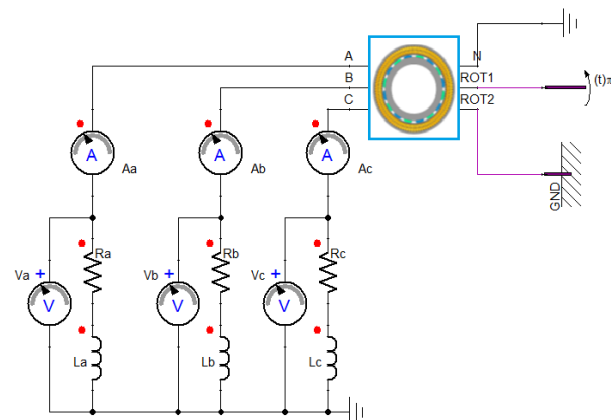 A N
B ROT1 (t)π
C ROT2
A Aa
A Ab
A Ac
GND
Ra Rb Rc
Va + Vb + Vc +
V V V
La Lb Lc